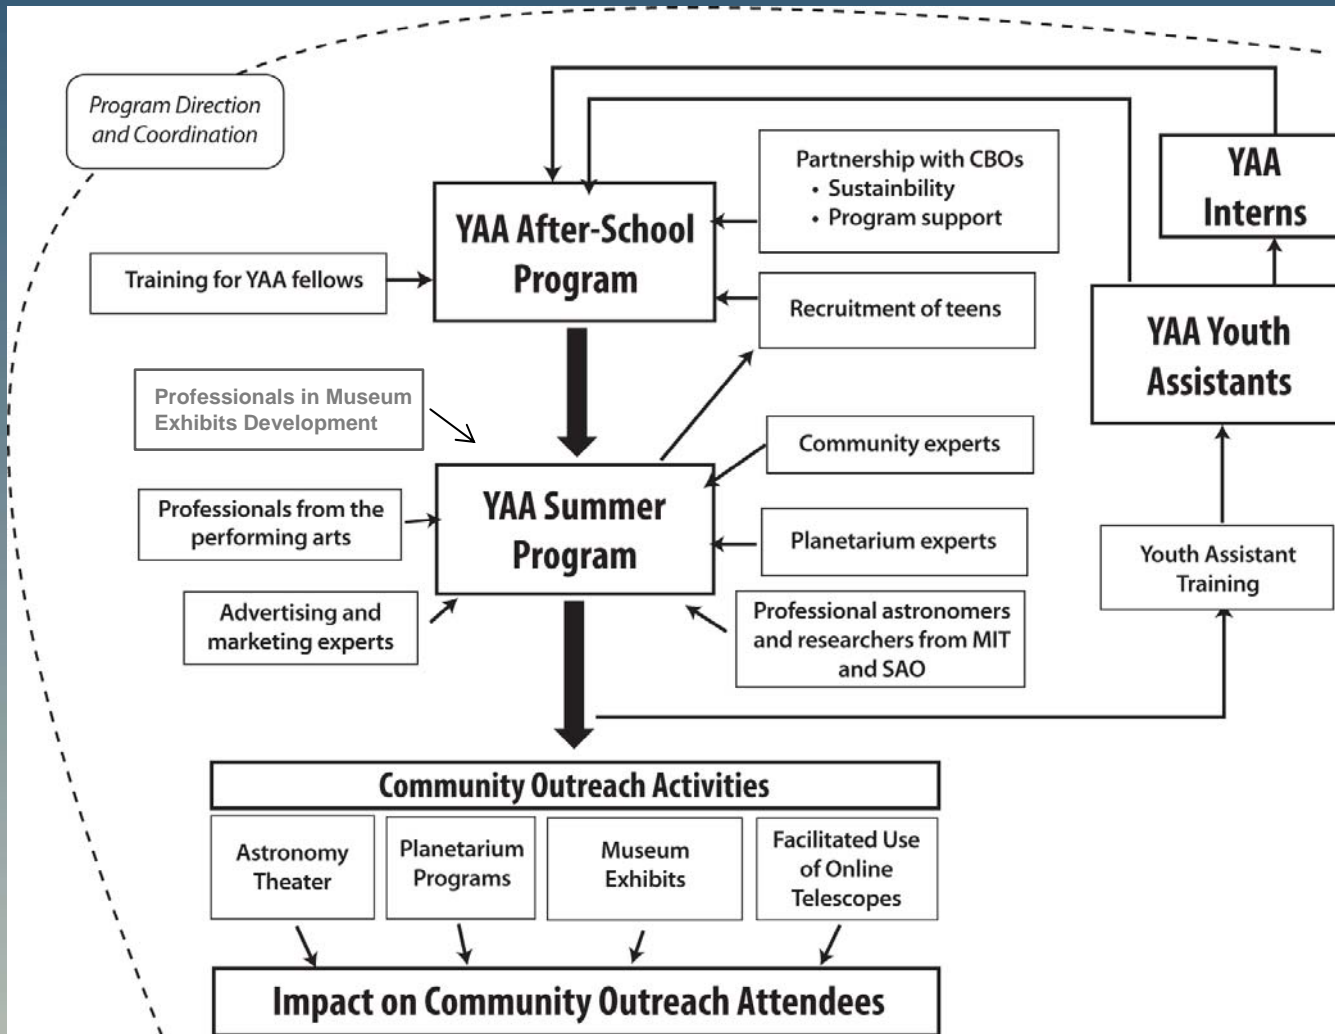 Program Direction
and Coordination
YAA After-School
Program
Partnership with CBOs
• Sustainbility
• Program support
YAA
Interns
Training for YAA fellows
Recruitment of teens
YAA Youth
Assistants
Professionals in Museum
Exhibits Development
Community experts
YAA Summer
Program
Professionals from the
performing arts
Planetarium experts
Youth Assistant
Training
Advertising and
marketing experts
Professional astronomers
and researchers from MIT
and SAO
Community Outreach Activities
Astronomy
Theater
Planetarium
Programs
Museum
Exhibits
Facilitated Use
of Online
Telescopes
Impact on Community Outreach Attendees